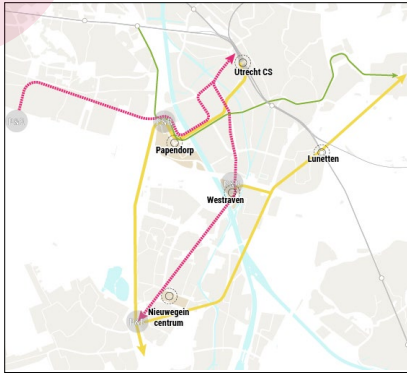 Utrecht CS
P+R
Papendorp
Lunetten
Westraven
Nieuwegein
centrum